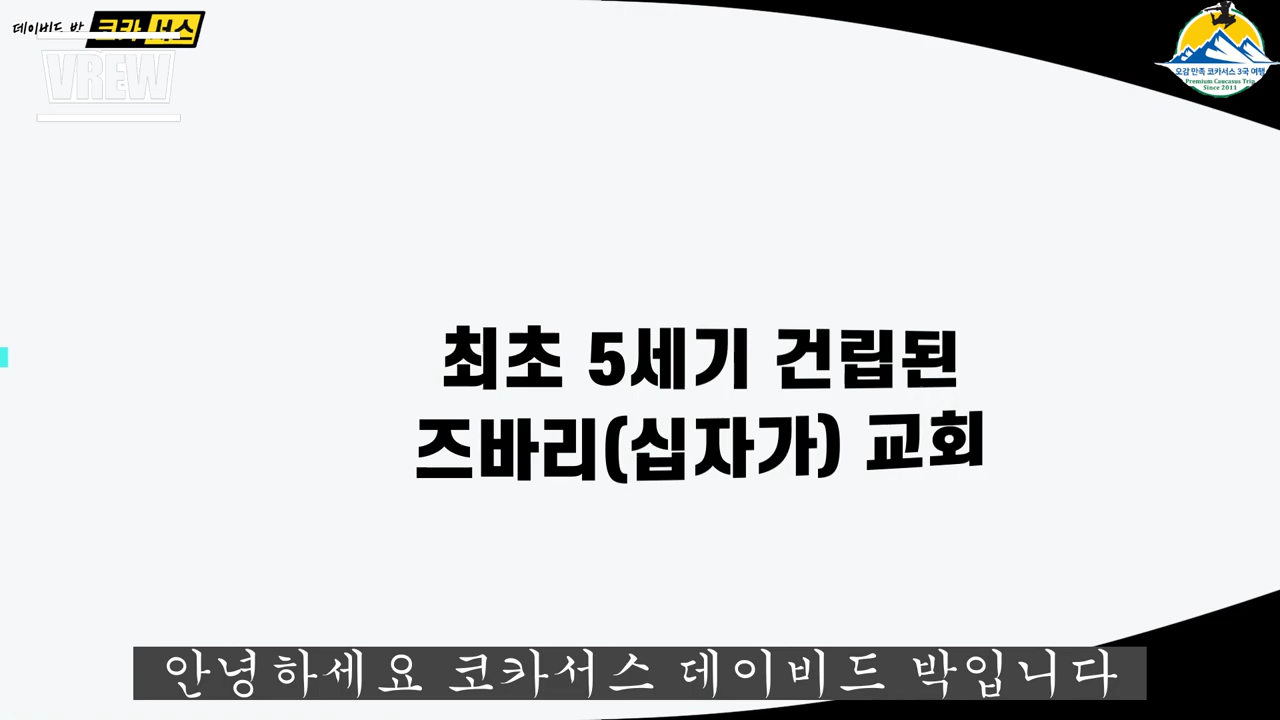 데이비드 박 코카서스
VREW
오감 만족 코카서스 3국 여행
Premium Caucasus Trip
Since 2011
최초 5세기 건립된
즈바리(십자가) 교회
안녕하세요 코카서스 데이비드 박입니다